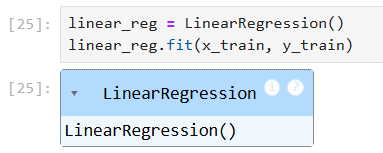 [25]: linear_reg = LinearRegression()
linear_reg.fit(x_train, y_train)
[25]: ▾ LinearRegression i ?
LinearRegression()